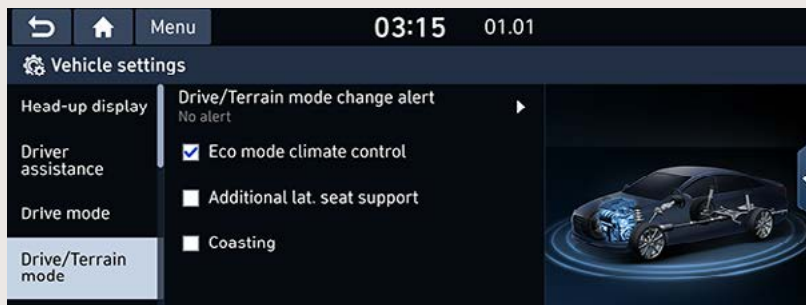 Menu
03:15 01.01
Vehicle settings
Head-up display
Driver
assistance
Drive mode
Drive/Terrain
mode
Drive/Terrain mode change alert
No alert
Eco mode climate control
Additional lat. seat support
Coasting